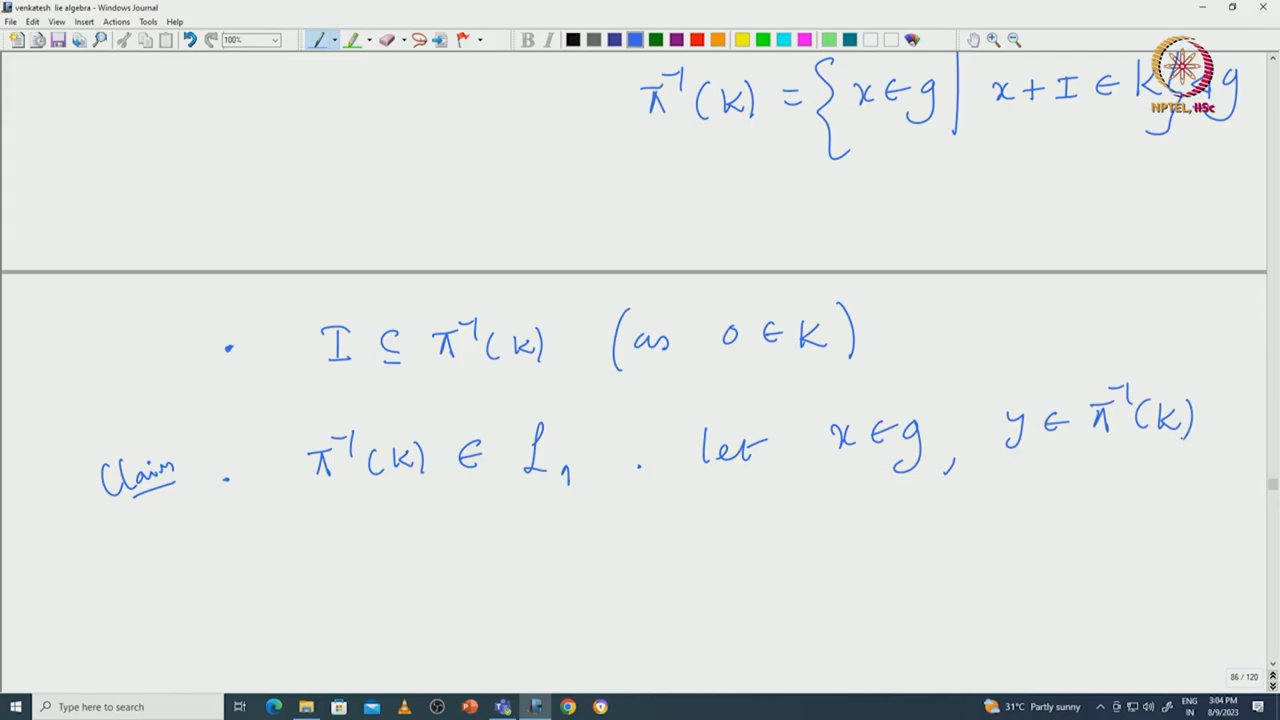 venkatesh lie algebra - Windows Journal
File Edit View Insert Actions Tools Help
100%
π⁻¹(K) = { x ∈ g | x + I ∈ K } ⊲ g
NPTEL, IISc
• I ⊆ π⁻¹(K) (as 0 ∈ K)
Claim • π⁻¹(K) ∈ L₁ . let x ∈ g , y ∈ π⁻¹(K)
86 / 120
Type here to search
31°C Partly sunny
ENG
IN
3:04 PM
8/9/2023